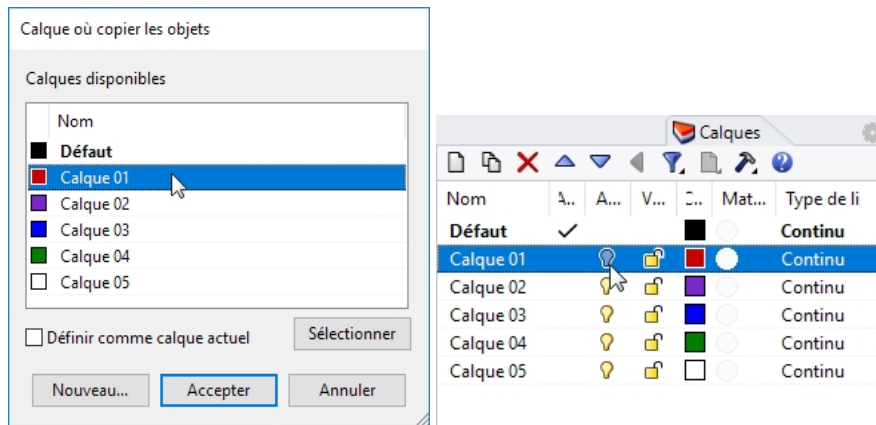 Calque où copier les objets
Calques disponibles
Nom
Défaut
Calque 01
Calque 02
Calque 03
Calque 04
Calque 05
Définir comme calque actuel
Sélectionner
Nouveau...
Accepter
Annuler
Calques
Nom A... V... Mat... Type de li
Défaut Continu
Calque 01 Continu
Calque 02 Continu
Calque 03 Continu
Calque 04 Continu
Calque 05 Continu